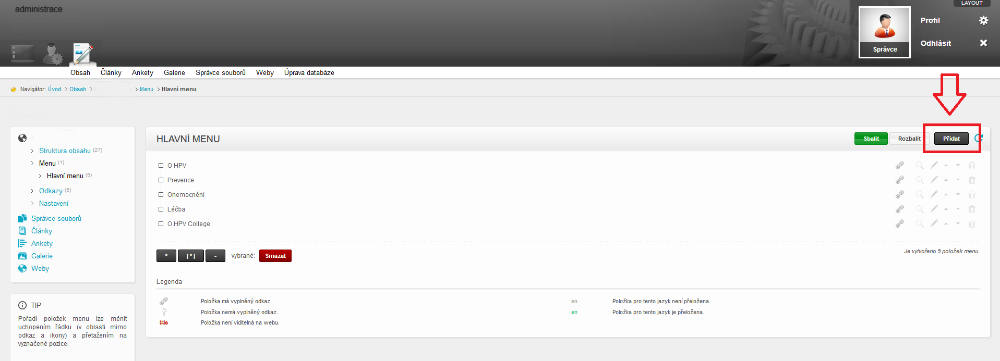 administrace
LAYOUT
Profil
Odhlásit
Správce
Obsah Články Ankety Galerie Správce souborů Weby Úprava databáze
Navigátor: Úvod > Obsah > > Menu > Hlavní menu
Struktura obsahu (27)
Menu (1)
Hlavní menu (5)
Odkazy (5)
Nastavení
Správce souborů
Články
Ankety
Galerie
Weby
TIP
Pořadí položek menu lze měnit
uchopením řádku (v oblasti mimo
odkaz a ikony) a přetažením na
vyznačené pozice.
HLAVNÍ MENU
Sbalit Rozbalit Přidat
O HPV
Prevence
Onemocnění
Léčba
O HPV College
* |*| - vybrané: Smazat
Je vytvořeno 5 položek menu.
Legenda
Položka má vyplněný odkaz.
? Položka nemá vyplněný odkaz.
title Položka není viditelná na webu.
en Položka pro tento jazyk není přeložena.
en Položka pro tento jazyk je přeložena.